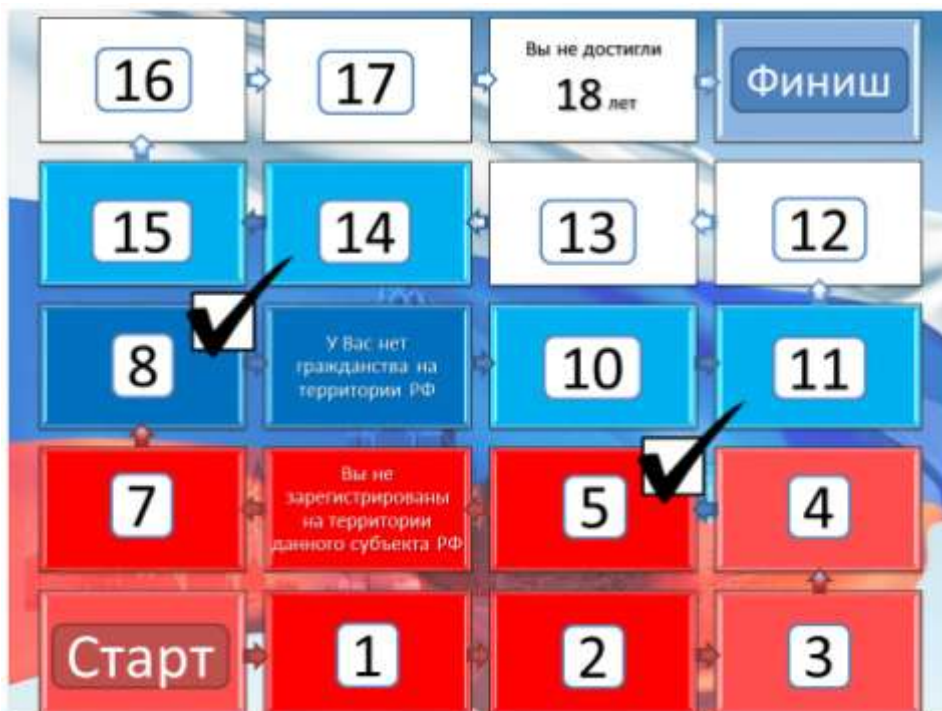 16
17
Вы не достигли
18 лет
Финиш
15
14
13
12
8
У Вас нет
гражданства на
территории РФ
10
11
7
Вы не
зарегистрированы
на территории
данного субъекта РФ
5
4
Старт
1
2
3